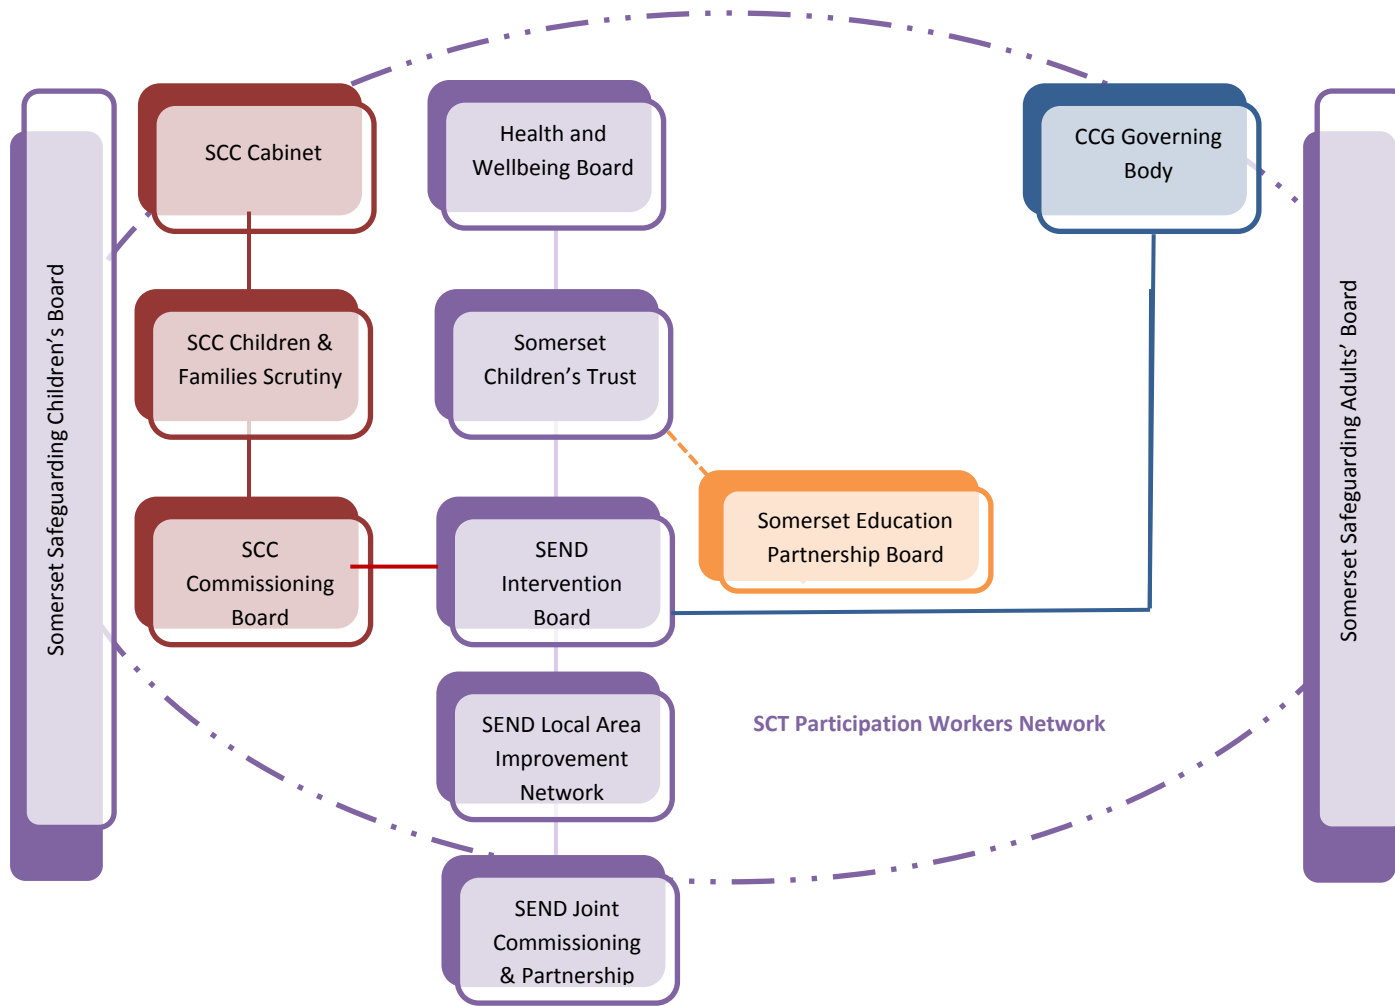 Somerset Safeguarding Children’s Board
SCC Cabinet
Health and
Wellbeing Board
CCG Governing
Body
Somerset Safeguarding Adults’ Board
SCC Children &
Families Scrutiny
Somerset
Children’s Trust
SCC
Commissioning
Board
SEND
Intervention
Board
Somerset Education
Partnership Board
SEND Local Area
Improvement
Network
SCT Participation Workers Network
SEND Joint
Commissioning
& Partnership